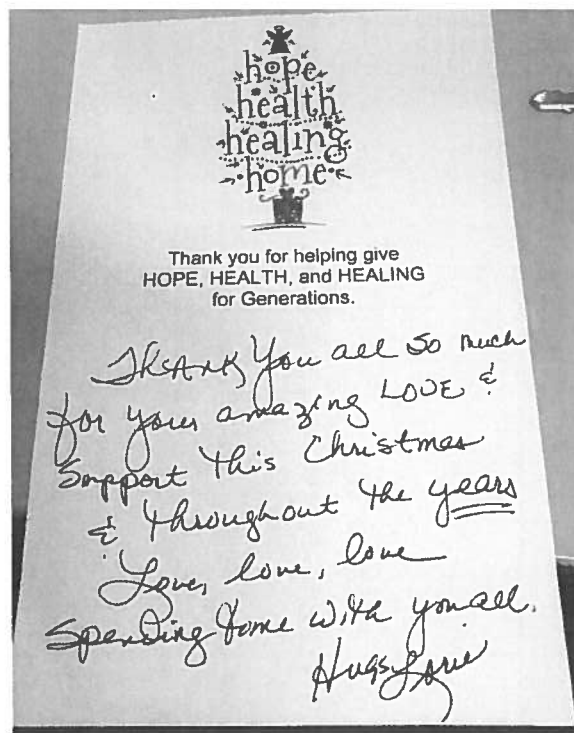 hope
health
healing
home
Thank you for helping give
HOPE, HEALTH, and HEALING
for Generations.
Thank You all so much
for your amazing LOVE &
Support this Christmas
& throughout the years
Love, love, love
Spending time with you all.
Hugs Lorie